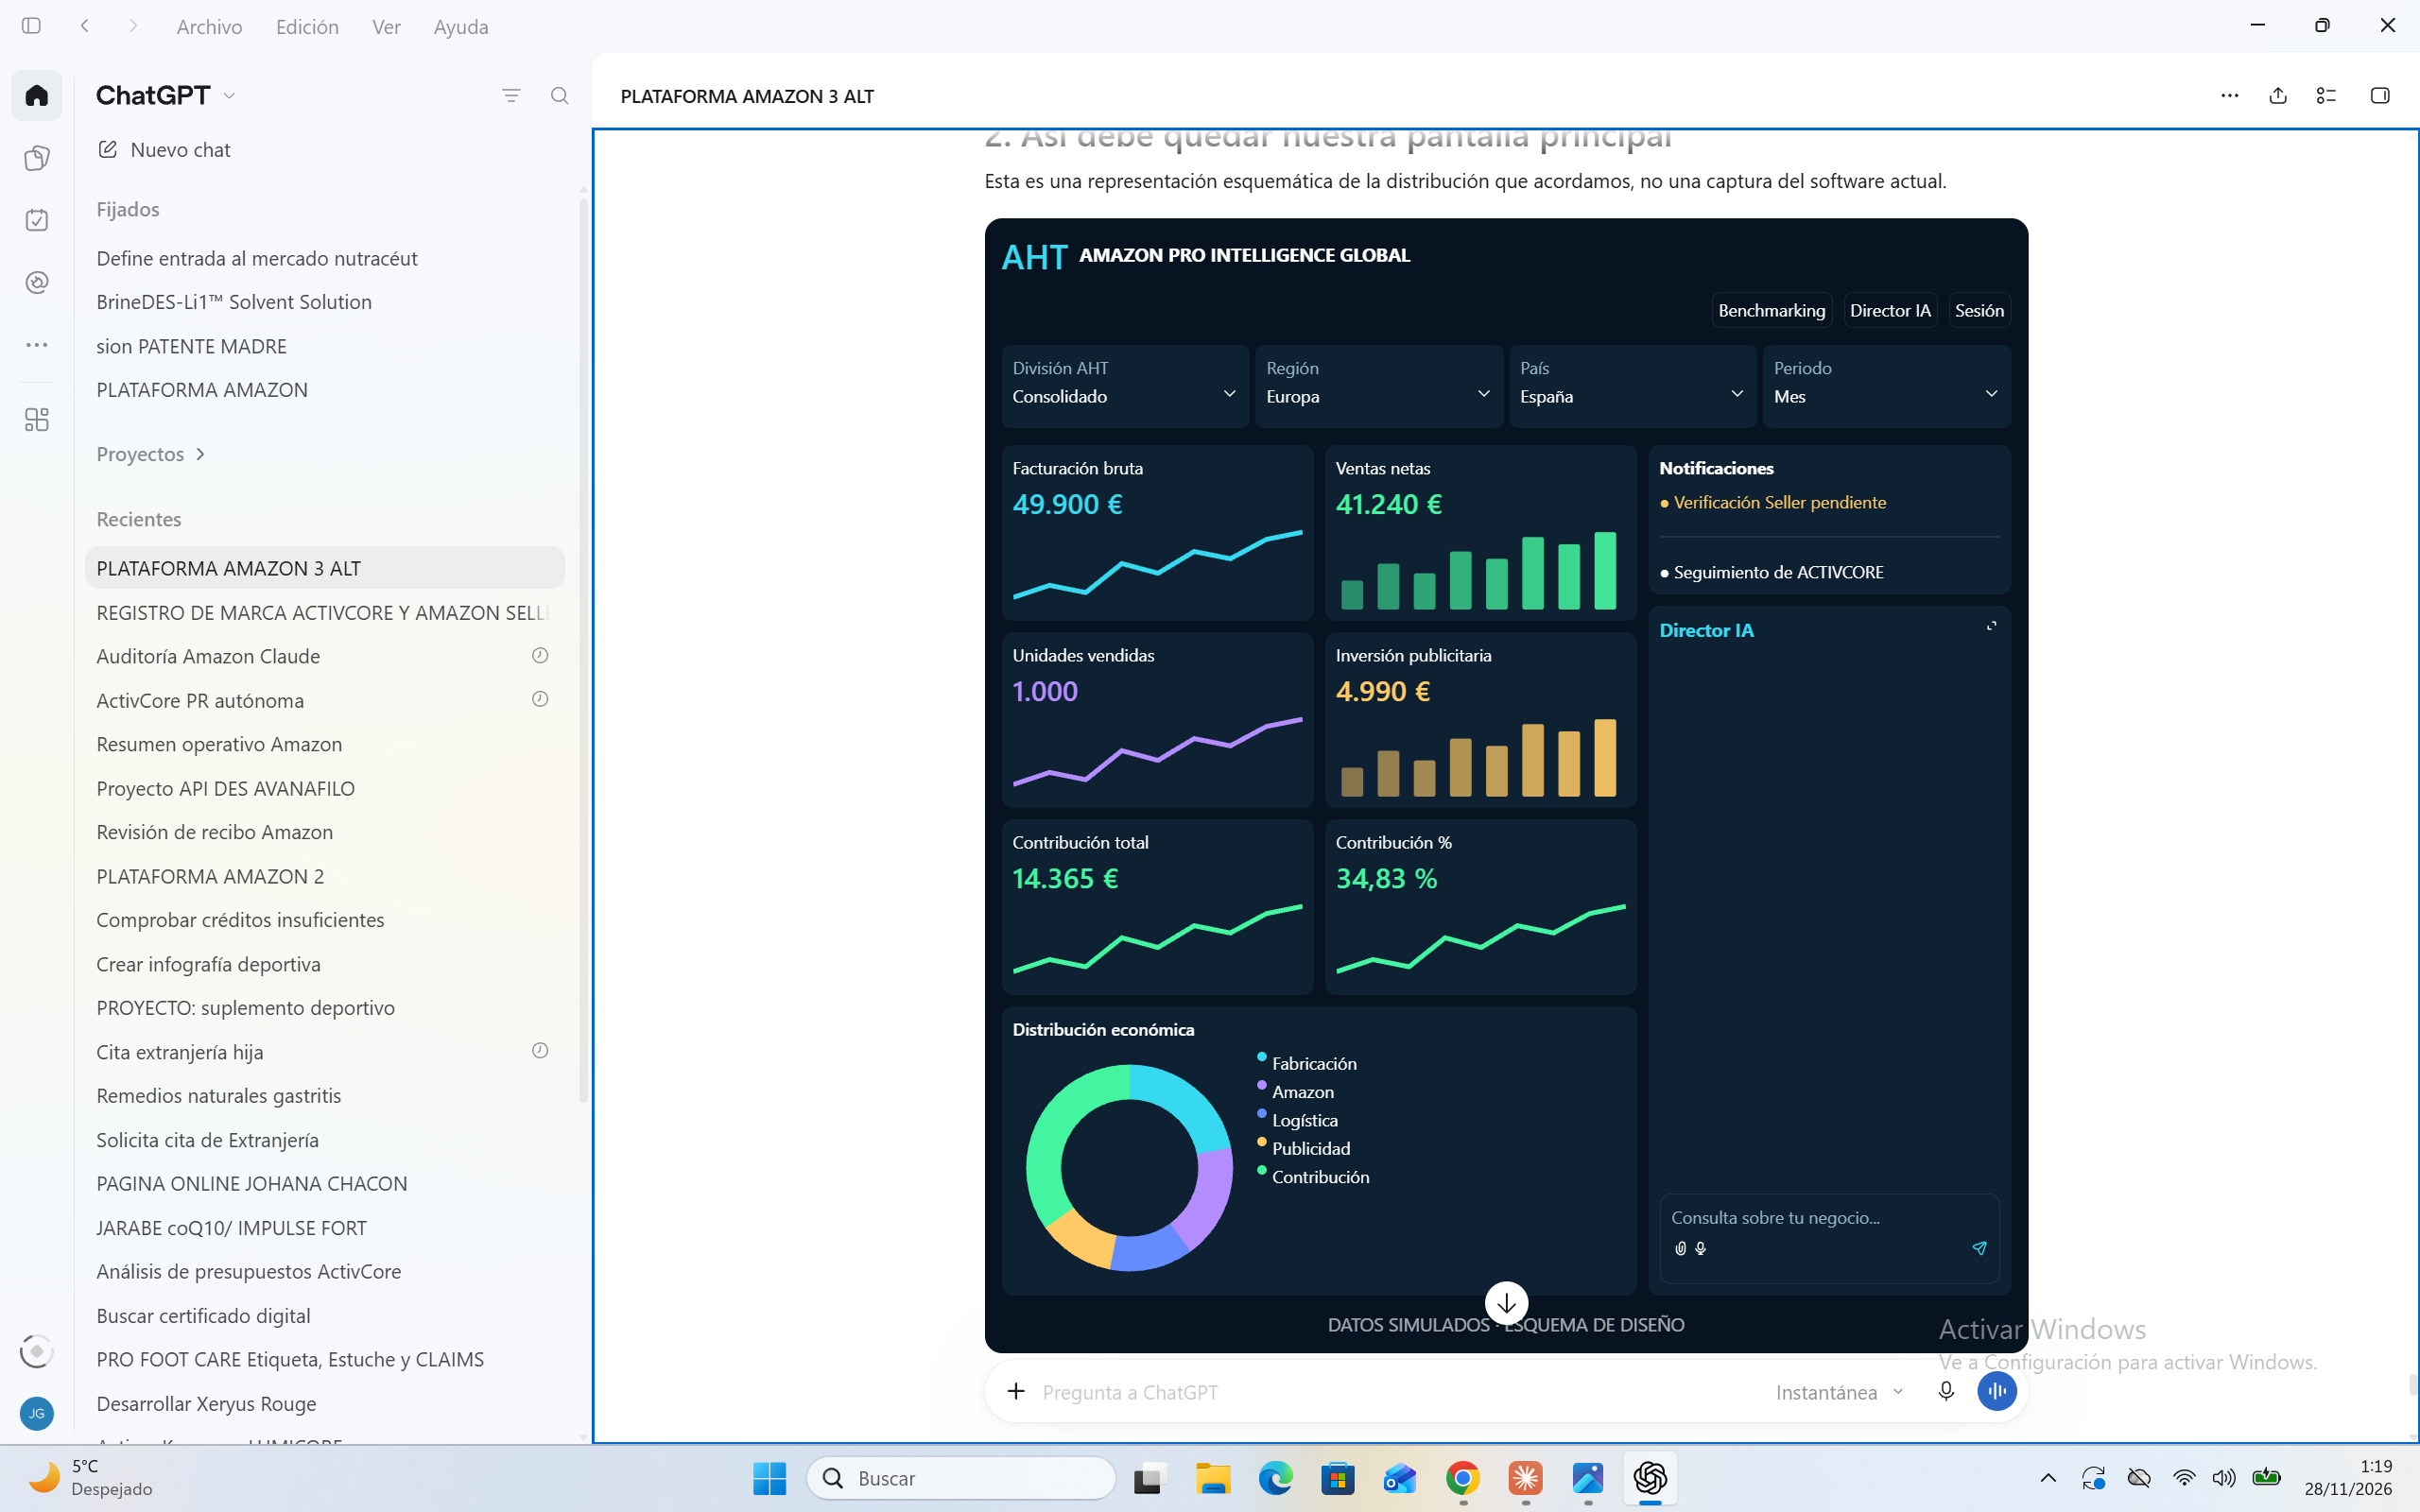 Archivo Edición Ver Ayuda
ChatGPT
Nuevo chat
Fijados
Define entrada al mercado nutracéut
BrineDES-Li1™ Solvent Solution
sion PATENTE MADRE
PLATAFORMA AMAZON
Proyectos
Recientes
PLATAFORMA AMAZON 3 ALT
REGISTRO DE MARCA ACTIVCORE Y AMAZON SELL
Auditoría Amazon Claude
ActivCore PR autónoma
Resumen operativo Amazon
Proyecto API DES AVANAFILO
Revisión de recibo Amazon
PLATAFORMA AMAZON 2
Comprobar créditos insuficientes
Crear infografía deportiva
PROYECTO: suplemento deportivo
Cita extranjería hija
Remedios naturales gastritis
Solicita cita de Extranjería
PAGINA ONLINE JOHANA CHACON
JARABE coQ10/ IMPULSE FORT
Análisis de presupuestos ActivCore
Buscar certificado digital
PRO FOOT CARE Etiqueta, Estuche y CLAIMS
Desarrollar Xeryus Rouge
JG
PLATAFORMA AMAZON 3 ALT
2. Así debe quedar nuestra pantalla principal
Esta es una representación esquemática de la distribución que acordamos, no una captura del software actual.
AHT AMAZON PRO INTELLIGENCE GLOBAL
Benchmarking Director IA Sesión
División AHT
Consolidado
Región
Europa
País
España
Periodo
Mes
Facturación bruta
49.900 €
Ventas netas
41.240 €
Notificaciones
• Verificación Seller pendiente
• Seguimiento de ACTIVCORE
Unidades vendidas
1.000
Inversión publicitaria
4.990 €
Director IA
Contribución total
14.365 €
Contribución %
34,83 %
Distribución económica
Fabricación
Amazon
Logística
Publicidad
Contribución
Consulta sobre tu negocio...
DATOS SIMULADOS · ESQUEMA DE DISEÑO
Pregunta a ChatGPT
Instantánea
Activar Windows
Ve a Configuración para activar Windows.
5°C
Despejado
Buscar
1:19
28/11/2026